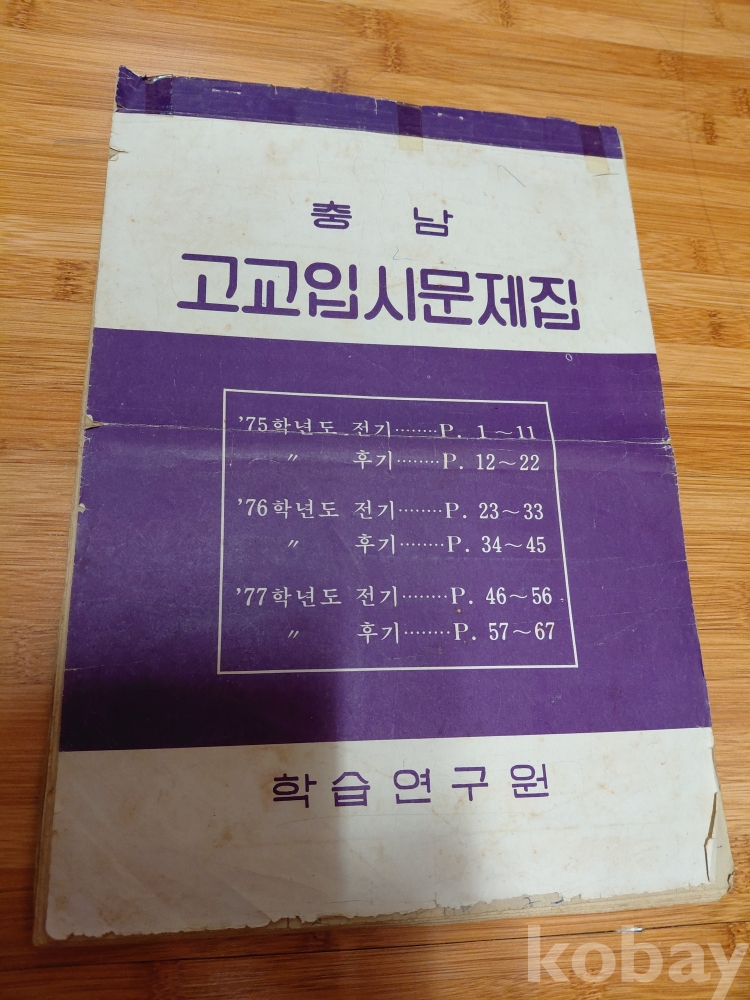 충 남
고교입시문제집
'75학년도 전기········P. 1～11
〃 후기········P. 12～22
'76학년도 전기········P. 23～33
〃 후기········P. 34～45
'77학년도 전기········P. 46～56
〃 후기········P. 57～67
학습연구원
kobay